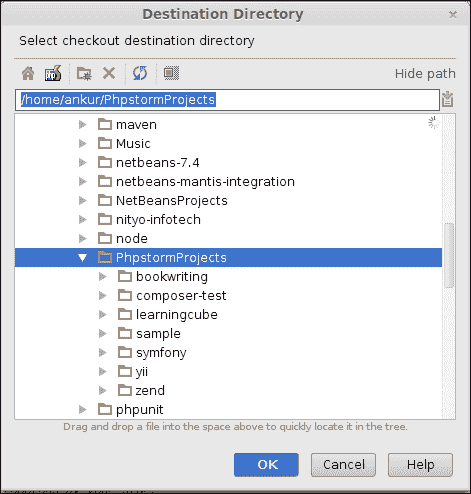 Destination Directory
Select checkout destination directory
Hide path
/home/ankur/PhpstormProjects
maven
Music
netbeans-7.4
netbeans-mantis-integration
NetBeansProjects
nityo-infotech
node
PhpstormProjects
bookwriting
composer-test
learningcube
sample
symfony
yii
zend
phpunit
Drag and drop a file into the space above to quickly locate it in the tree.
OK
Cancel
Help